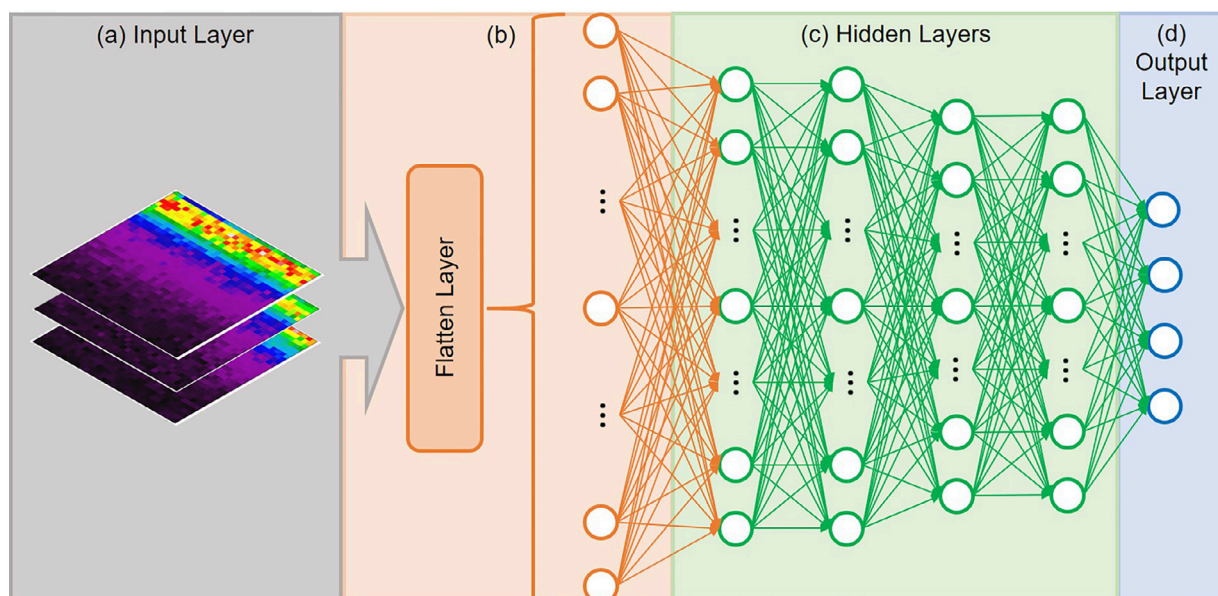 (a) Input Layer
(b)
(c) Hidden Layers
(d)
Output
Layer
Flatten Layer